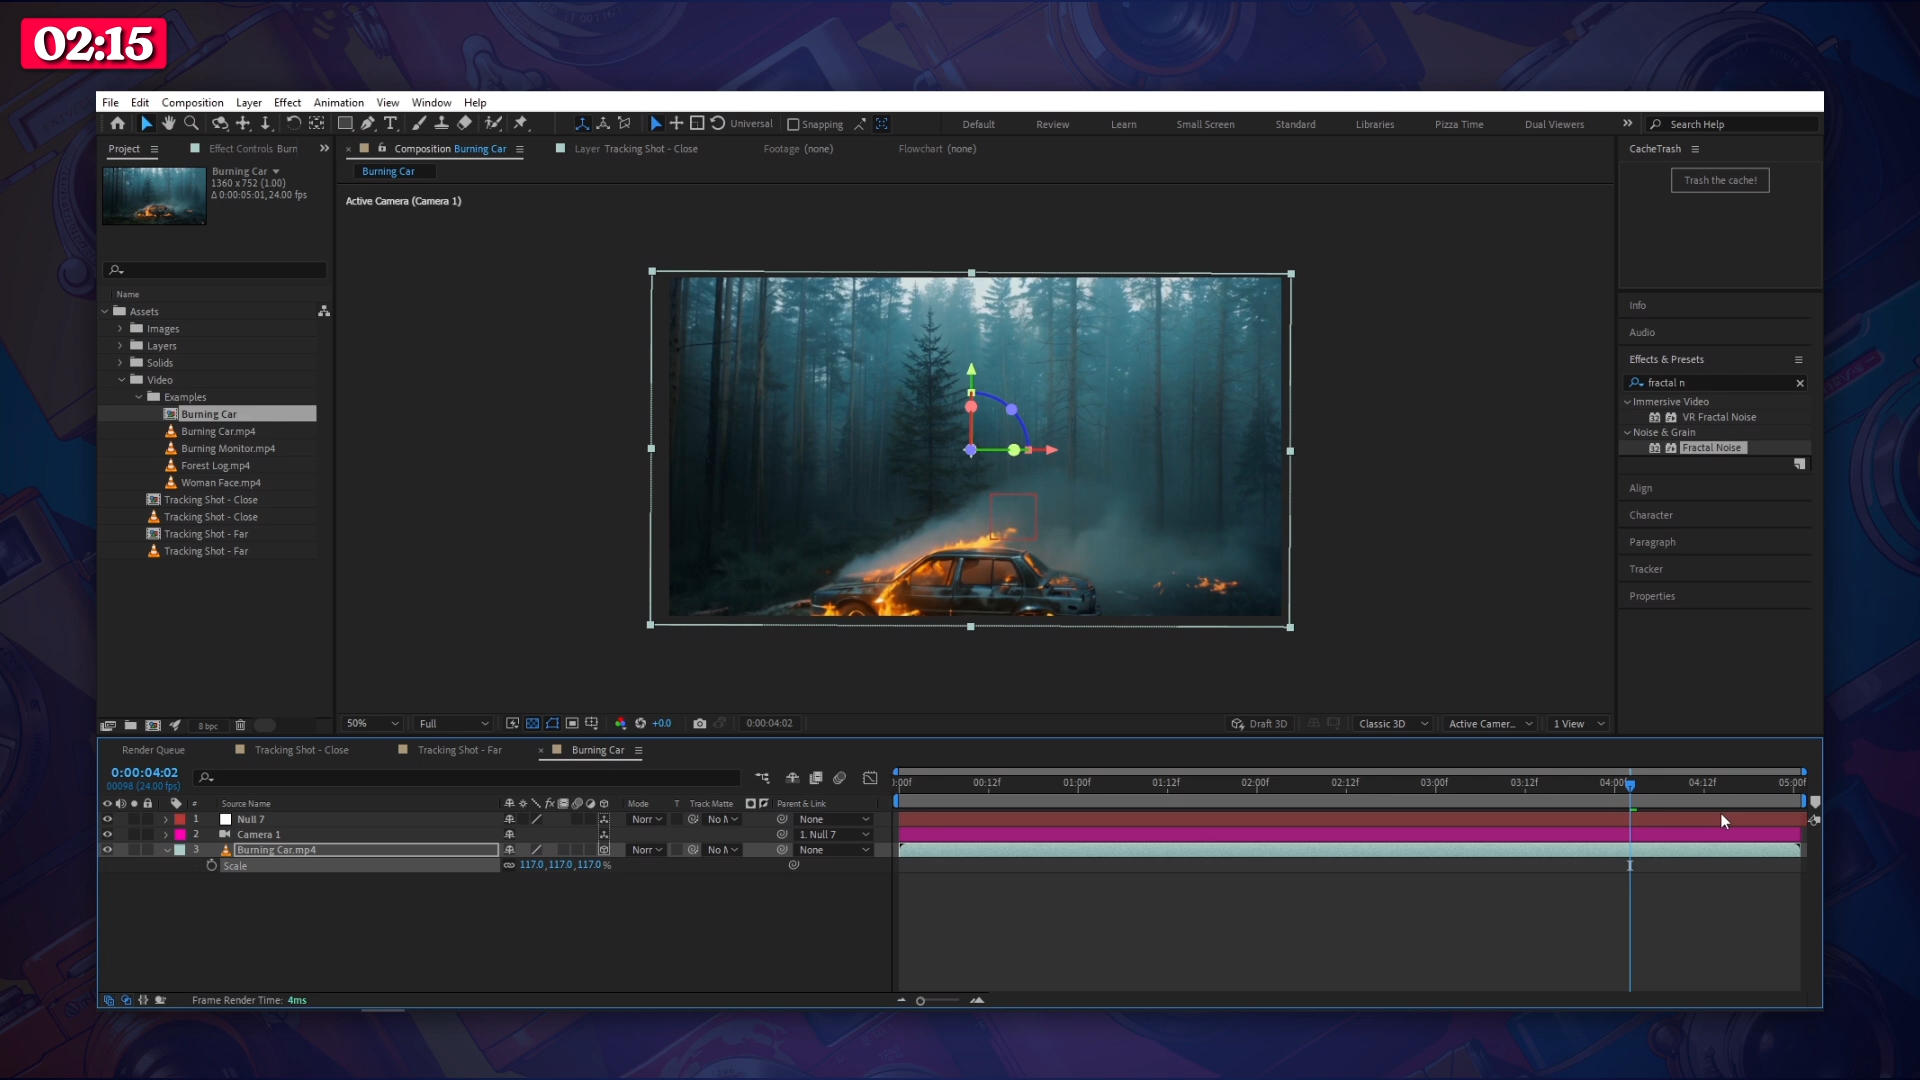 02:15
File Edit Composition Layer Effect Animation View Window Help
Universal Snapping Default Review Learn Small Screen Standard Libraries Pizza Time Dual Viewers Search Help
Project Effect Controls Burn
Composition Burning Car Layer Tracking Shot - Close Footage (none) Flowchart (none)
CacheTrash
Burning Car
1360 x 752 (1.00)
Δ 0:00:05:01, 24.00 fps
Burning Car
Trash the cache!
Active Camera (Camera 1)
Name
Assets
Images
Layers
Solids
Video
Examples
Burning Car
Burning Car.mp4
Burning Monitor.mp4
Forest Log.mp4
Woman Face.mp4
Tracking Shot - Close
Tracking Shot - Close
Tracking Shot - Far
Tracking Shot - Far
Info
Audio
Effects & Presets
fractal n
Immersive Video
VR Fractal Noise
Noise & Grain
Fractal Noise
Align
Character
Paragraph
Tracker
Properties
8 bpc
50% Full +0.0 0:00:04:02 Draft 3D Classic 3D Active Camer... 1 View
Render Queue Tracking Shot - Close Tracking Shot - Far Burning Car
0:00:04:02
00098 (24.00 fps)
:00f 00:12f 01:00f 01:12f 02:00f 02:12f 03:00f 03:12f 04:00f 04:12f 05:00f
# Source Name fx Mode T Track Matte Parent & Link
1 Null 7 Norr No M None
2 Camera 1 1. Null 7
3 Burning Car.mp4 Norr No M None
Scale 117.0,117.0,117.0%
Frame Render Time: 4ms